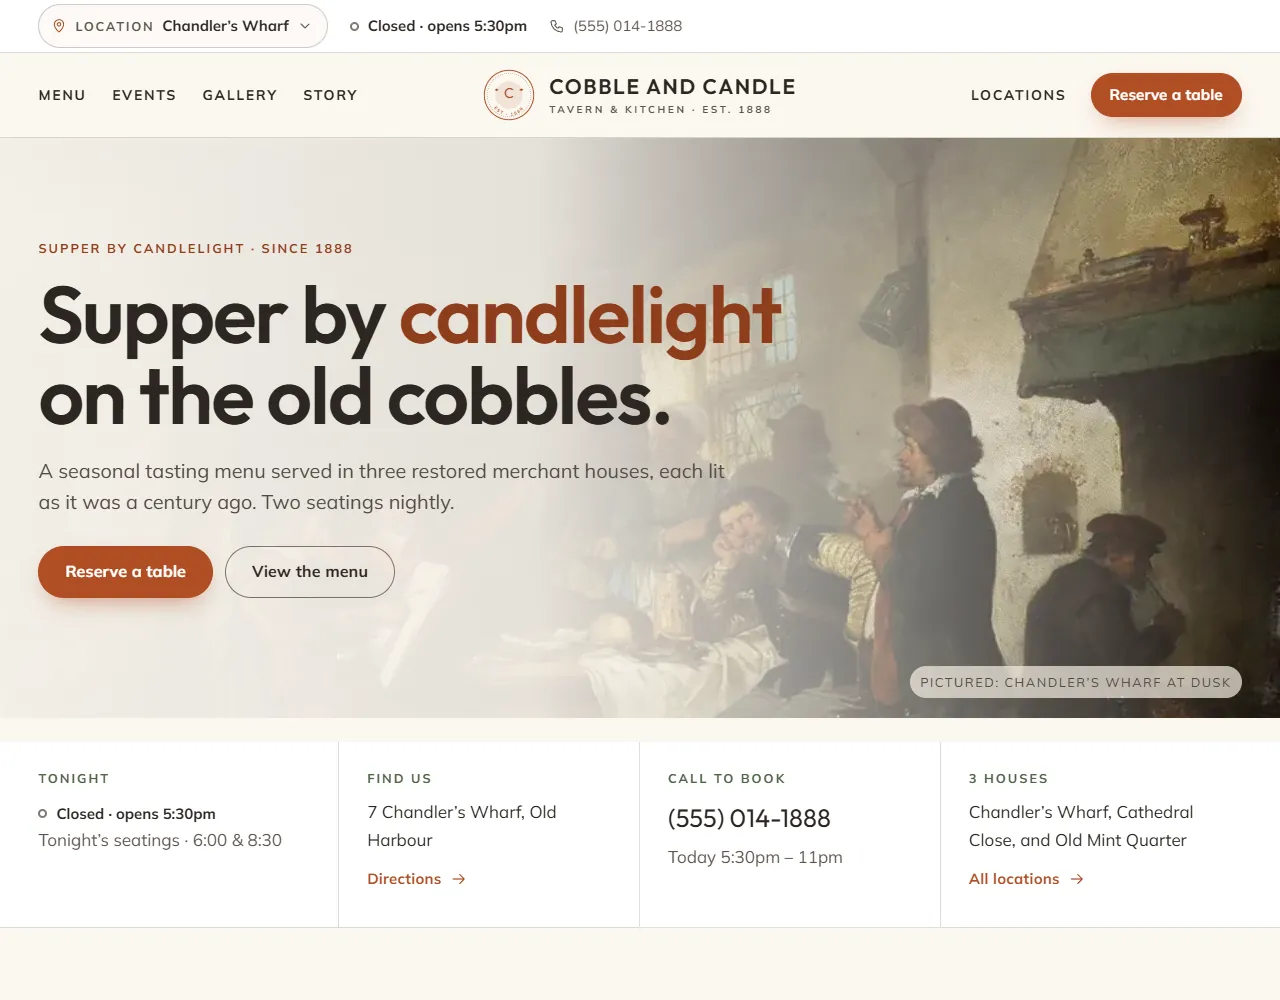 LOCATION Chandler's Wharf
Closed · opens 5:30pm
(555) 014-1888
MENU EVENTS GALLERY STORY
C
EST · 1888
COBBLE AND CANDLE
TAVERN & KITCHEN · EST. 1888
LOCATIONS
Reserve a table
SUPPER BY CANDLELIGHT · SINCE 1888
Supper by candlelight
on the old cobbles.
A seasonal tasting menu served in three restored merchant houses, each lit
as it was a century ago. Two seatings nightly.
Reserve a table
View the menu
PICTURED: CHANDLER'S WHARF AT DUSK
TONIGHT
Closed · opens 5:30pm
Tonight's seatings · 6:00 & 8:30
FIND US
7 Chandler's Wharf, Old
Harbour
Directions
CALL TO BOOK
(555) 014-1888
Today 5:30pm – 11pm
3 HOUSES
Chandler's Wharf, Cathedral
Close, and Old Mint Quarter
All locations